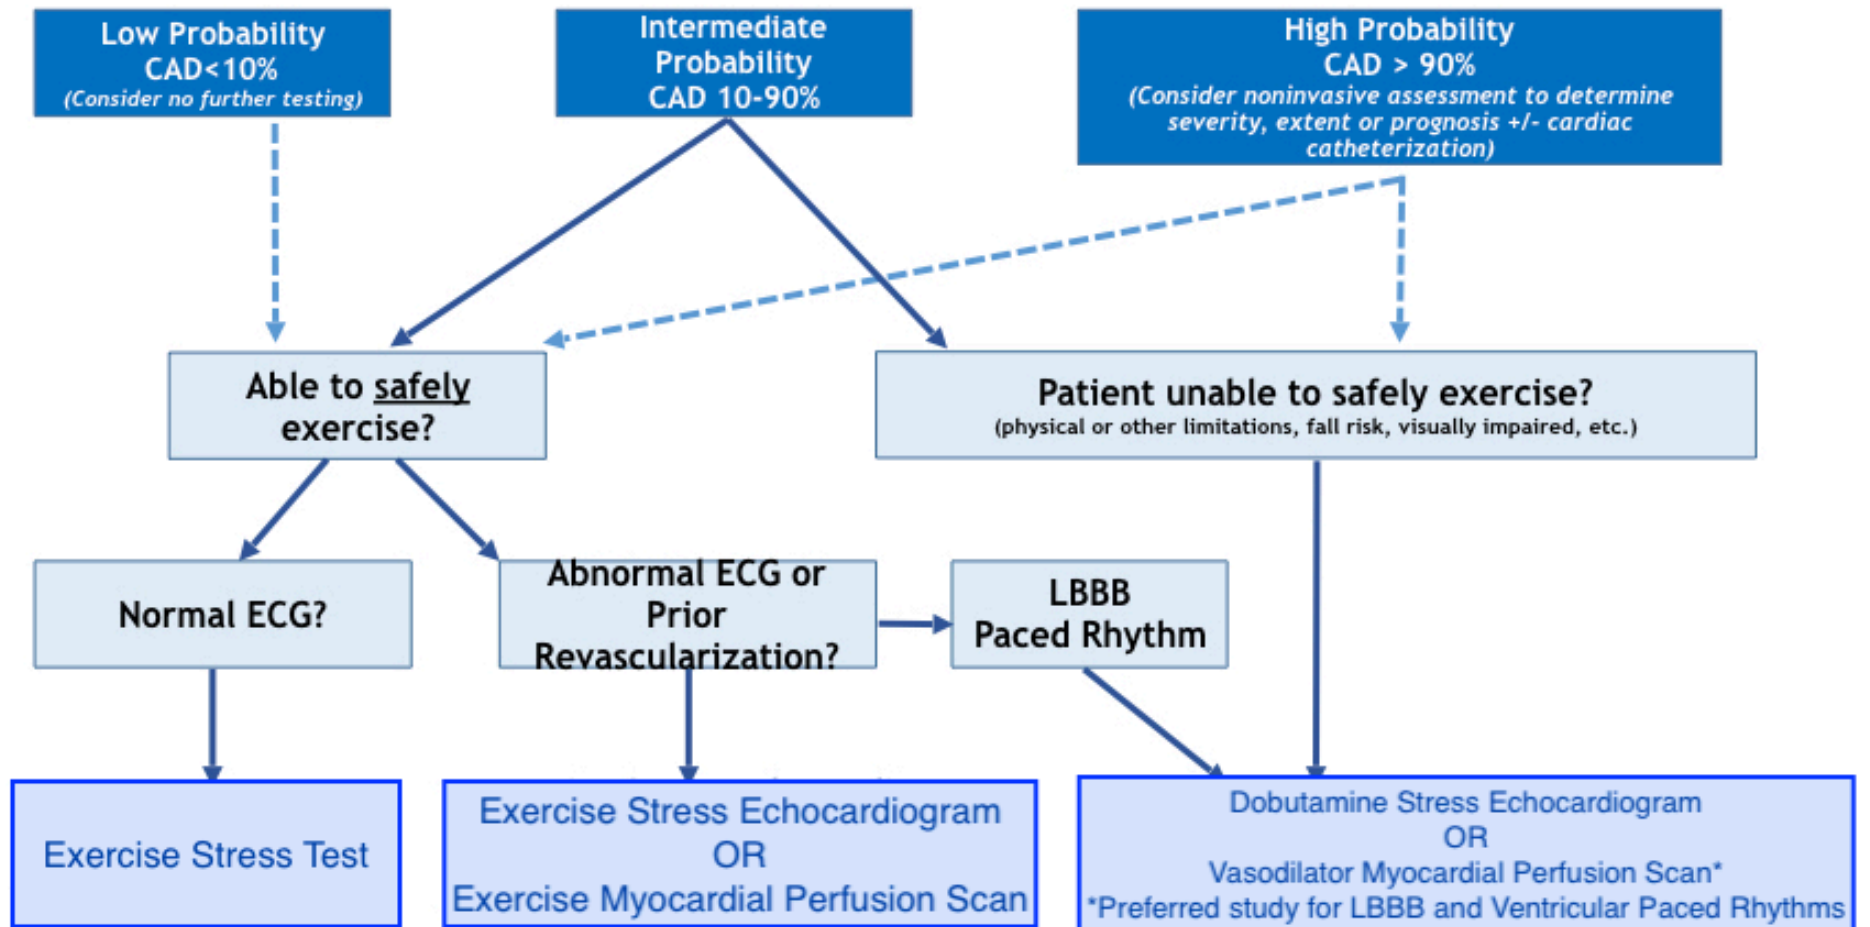 Low Probability
CAD<10%
(Consider no further testing)
Intermediate
Probability
CAD 10-90%
High Probability
CAD > 90%
(Consider noninvasive assessment to determine
severity, extent or prognosis +/- cardiac
catheterization)
Able to safely
exercise?
Patient unable to safely exercise?
(physical or other limitations, fall risk, visually impaired, etc.)
Normal ECG?
Abnormal ECG or
Prior
Revascularization?
LBBB
Paced Rhythm
Exercise Stress Test
Exercise Stress Echocardiogram
OR
Exercise Myocardial Perfusion Scan
Dobutamine Stress Echocardiogram
OR
Vasodilator Myocardial Perfusion Scan*
*Preferred study for LBBB and Ventricular Paced Rhythms